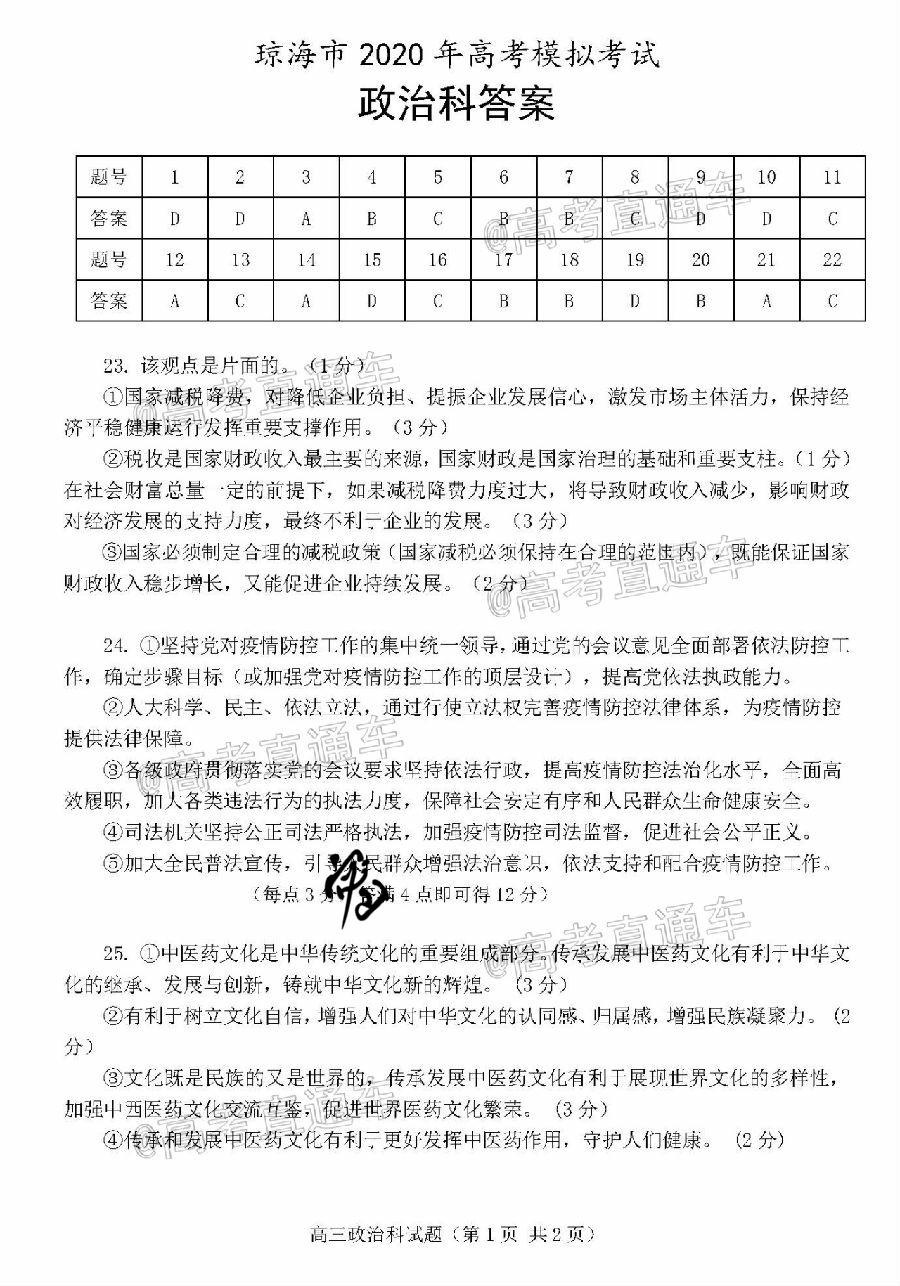 琼海市 2020 年高考模拟考试
政治科答案
题号 1 2 3 4 5 6 7 8 9 10 11
答案 D D A B C B B C D D C
题号 12 13 14 15 16 17 18 19 20 21 22
答案 A C A D C B B D B A C
@高考直通车
23. 该观点是片面的。（1 分）
①国家减税降费，对降低企业负担、提振企业发展信心，激发市场主体活力，保持经
济平稳健康运行发挥重要支撑作用。（3 分）
@高考直通车
②税收是国家财政收入最主要的来源，国家财政是国家治理的基础和重要支柱。（1 分）
在社会财富总量一定的前提下，如果减税降费力度过大，将导致财政收入减少，影响财政
对经济发展的支持力度，最终不利于企业的发展。（3 分）
③国家必须制定合理的减税政策（国家减税必须保持在合理的范围内），既能保证国家
财政收入稳步增长，又能促进企业持续发展。（2 分）
@高考直通车
24. ①坚持党对疫情防控工作的集中统一领导，通过党的会议意见全面部署依法防控工
作，确定步骤目标（或加强党对疫情防控工作的顶层设计），提高党依法执政能力。
②人大科学、民主、依法立法，通过行使立法权完善疫情防控法律体系，为疫情防控
提供法律保障。
@高考直通车
③各级政府贯彻落实党的会议要求坚持依法行政，提高疫情防控法治化水平，全面高
效履职，加大各类违法行为的执法力度，保障社会安定有序和人民群众生命健康安全。
④司法机关坚持公正司法严格执法，加强疫情防控司法监督，促进社会公平正义。
⑤加大全民普法宣传，引导人民群众增强法治意识，依法支持和配合疫情防控工作。
（每点 3 分 答满 4 点即可得 12 分）
@高考直通车
25. ①中医药文化是中华传统文化的重要组成部分。传承发展中医药文化有利于中华文
化的继承、发展与创新，铸就中华文化新的辉煌。（3 分）
②有利于树立文化自信，增强人们对中华文化的认同感、归属感，增强民族凝聚力。（2
分）
③文化既是民族的又是世界的，传承发展中医药文化有利于展现世界文化的多样性，
加强中西医药文化交流互鉴，促进世界医药文化繁荣。（3 分）
@高考直通车
④传承和发展中医药文化有利于更好发挥中医药作用，守护人们健康。（2 分）
高三政治科试题（第 1 页 共 2 页）